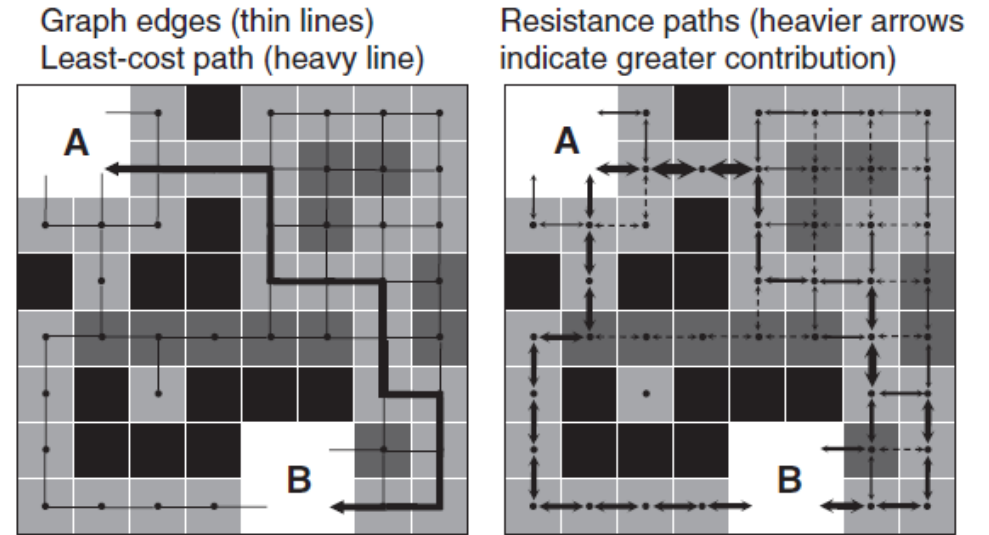 Graph edges (thin lines)
Least-cost path (heavy line)
Resistance paths (heavier arrows
indicate greater contribution)
A
B
A
B